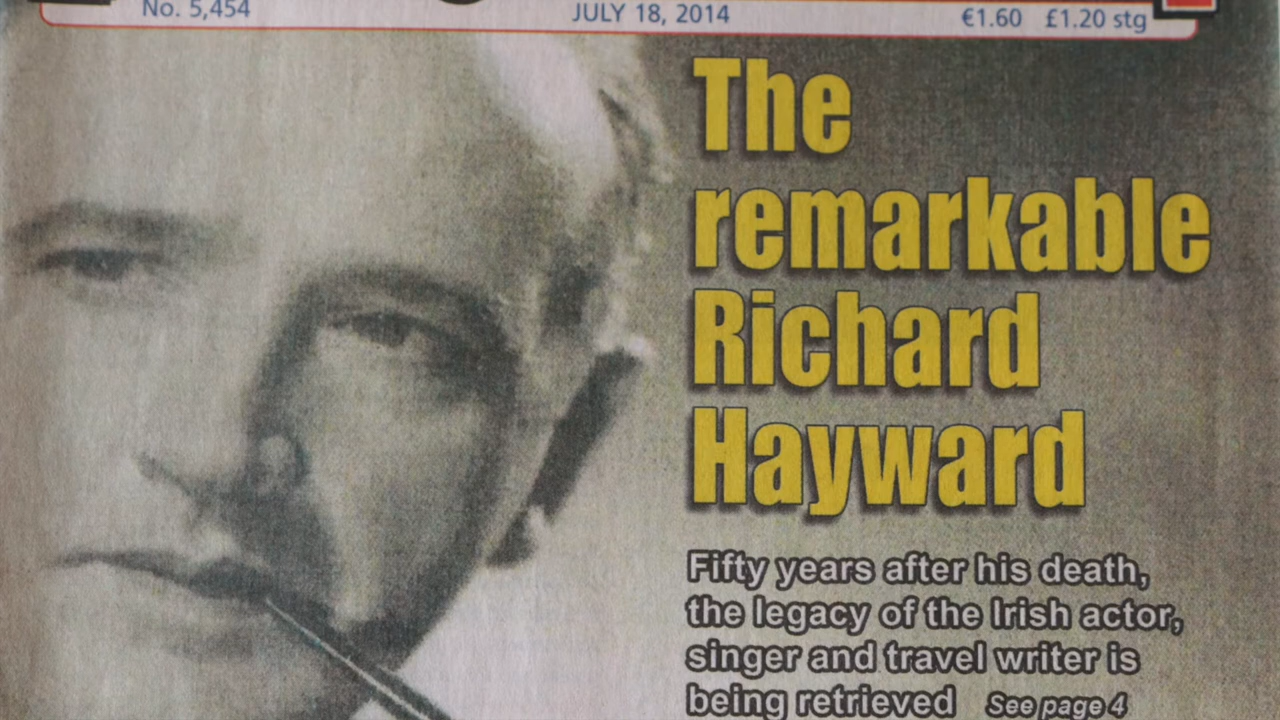 No. 5,454 JULY 18, 2014 €1.60 £1.20 stg
The
remarkable
Richard
Hayward
Fifty years after his death,
the legacy of the Irish actor,
singer and travel writer is
being retrieved See page 4